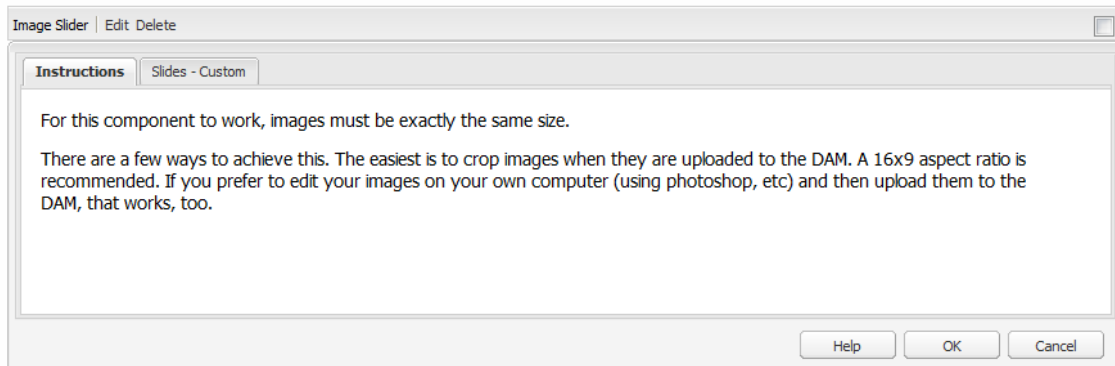 Image Slider | Edit Delete
Instructions Slides - Custom
For this component to work, images must be exactly the same size.
There are a few ways to achieve this. The easiest is to crop images when they are uploaded to the DAM. A 16x9 aspect ratio is
recommended. If you prefer to edit your images on your own computer (using photoshop, etc) and then upload them to the
DAM, that works, too.
Help OK Cancel